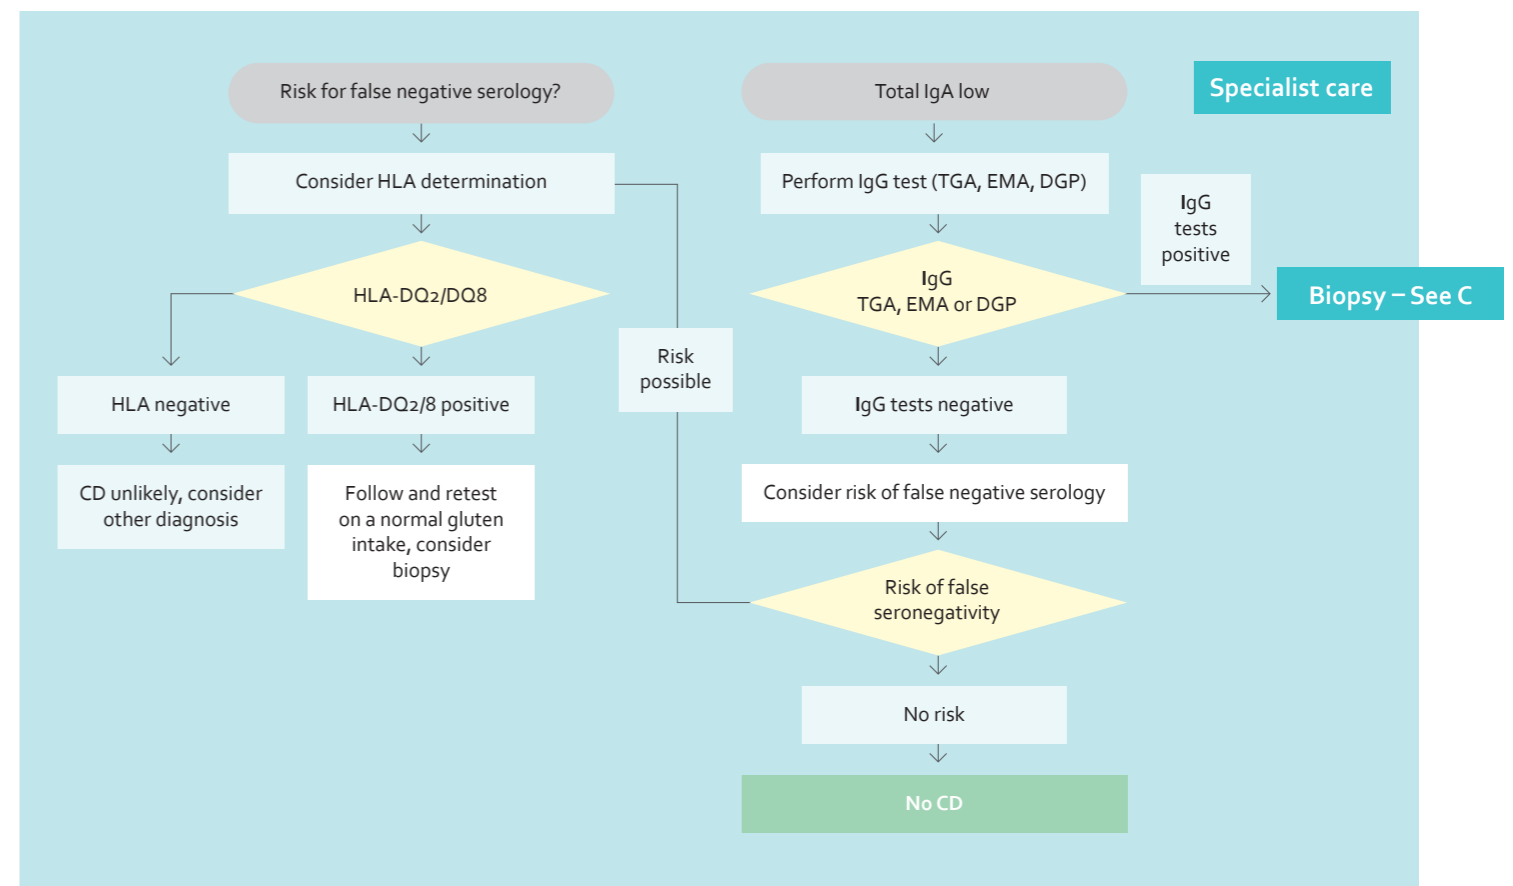 Risk for false negative serology?
Consider HLA determination
HLA-DQ2/DQ8
HLA negative
HLA-DQ2/8 positive
CD unlikely, consider
other diagnosis
Follow and retest
on a normal gluten
intake, consider
biopsy
Risk
possible
Total IgA low
Perform IgG test (TGA, EMA, DGP)
IgG
TGA, EMA or DGP
IgG tests negative
Consider risk of false negative serology
Risk of false
seronegativity
No risk
No CD
Specialist care
IgG
tests
positive
Biopsy – See C